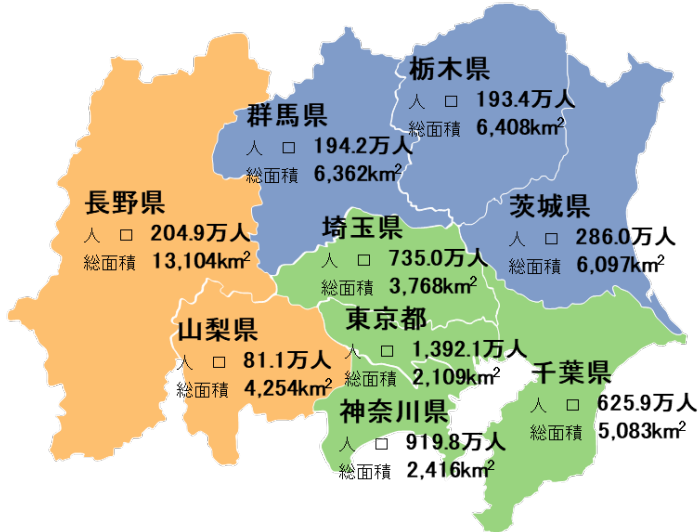 栃木県
人 口 193.4万人
総面積 6,408km²
群馬県
人 口 194.2万人
総面積 6,362km²
長野県
人 口 204.9万人
総面積 13,104km²
茨城県
人 口 286.0万人
総面積 6,097km²
埼玉県
人 口 735.0万人
総面積 3,768km²
山梨県
人 口 81.1万人
総面積 4,254km²
東京都
人 口 1,392.1万人
総面積 2,109km²
千葉県
人 口 625.9万人
総面積 5,083km²
神奈川県
人 口 919.8万人
総面積 2,416km²